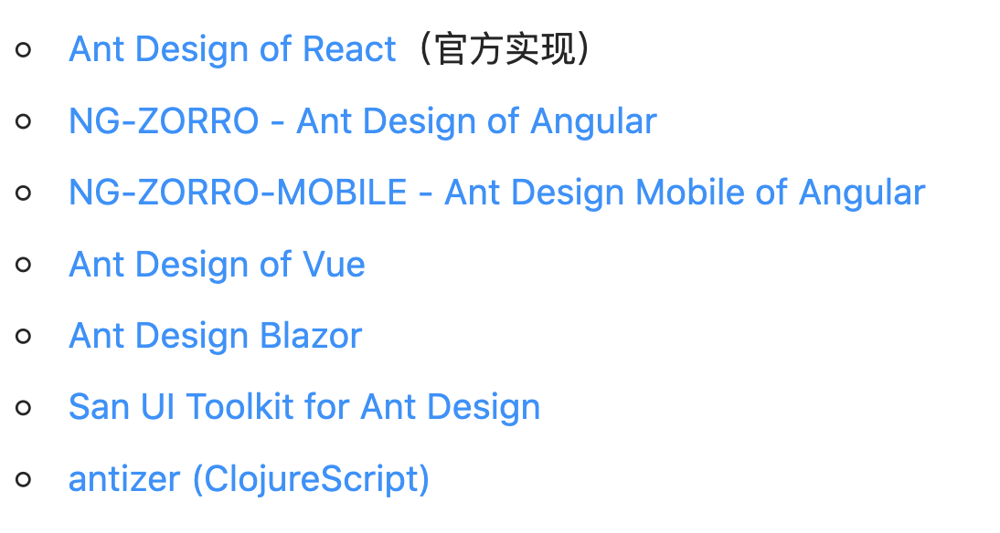 Ant Design of React（官方实现）
NG-ZORRO - Ant Design of Angular
NG-ZORRO-MOBILE - Ant Design Mobile of Angular
Ant Design of Vue
Ant Design Blazor
San UI Toolkit for Ant Design
antizer (ClojureScript)